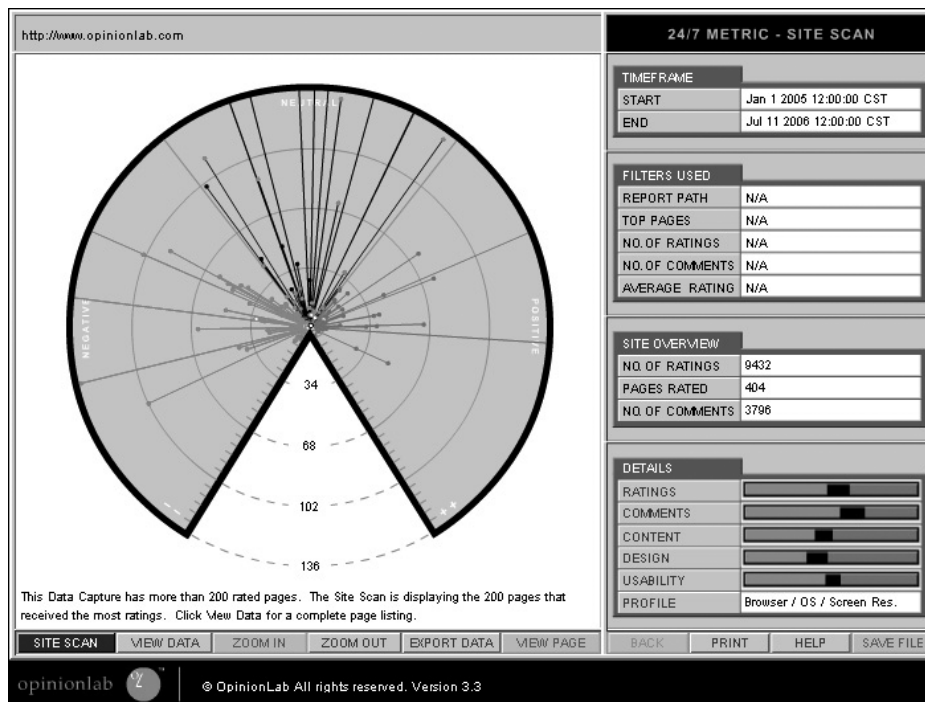 http://www.opinionlab.com
24/7 METRIC - SITE SCAN
NEUTRAL
NEGATIVE
POSITIVE
34
68
102
136
- -
+ +
This Data Capture has more than 200 rated pages. The Site Scan is displaying the 200 pages that
received the most ratings. Click View Data for a complete page listing.
TIMEFRAME
START Jan 1 2005 12:00:00 CST
END Jul 11 2006 12:00:00 CST
FILTERS USED
REPORT PATH N/A
TOP PAGES N/A
NO. OF RATINGS N/A
NO. OF COMMENTS N/A
AVERAGE RATING N/A
SITE OVERVIEW
NO. OF RATINGS 9432
PAGES RATED 404
NO. OF COMMENTS 3796
DETAILS
RATINGS
COMMENTS
CONTENT
DESIGN
USABILITY
PROFILE Browser / OS / Screen Res.
SITE SCAN VIEW DATA ZOOM IN ZOOM OUT EXPORT DATA VIEW PAGE BACK PRINT HELP SAVE FILE
opinionlab OL ™ © OpinionLab All rights reserved. Version 3.3